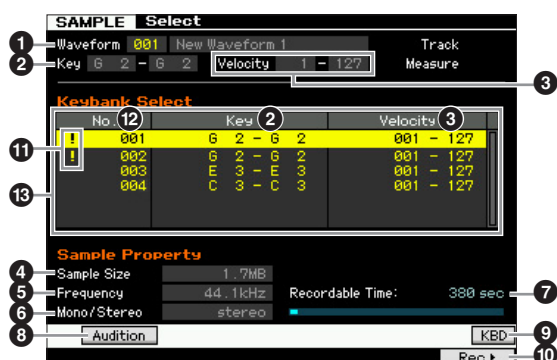 SAMPLE Select
1 Waveform 001 New Waveform 1 Track
2 Key G 2 - G 2 Velocity 1 - 127 Measure
3
Keybank Select
No. 12 Key 2 Velocity 3
11 ! 001 G 2 - G 2 001 - 127
! 002 G 2 - G 2 001 - 127
003 E 3 - E 3 001 - 127
13 004 C 3 - C 3 001 - 127
Sample Property
4 Sample Size 1.7MB
5 Frequency 44.1kHz Recordable Time: 380 sec 7
6 Mono/Stereo stereo
8 Audition KBD 9
Rec 10